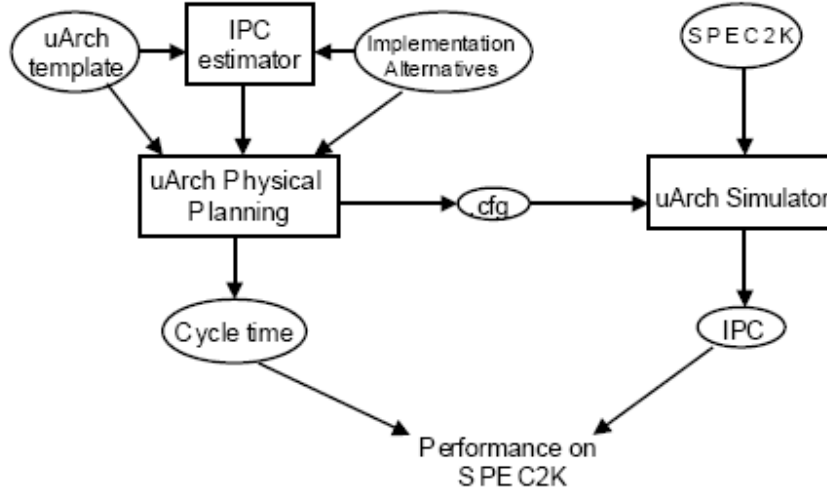 uArch
template
IPC
estimator
Implementation
Alternatives
SPEC2K
uArch Physical
Planning
.cfg
uArch Simulator
Cycle time
IPC
Performance on
SPEC2K